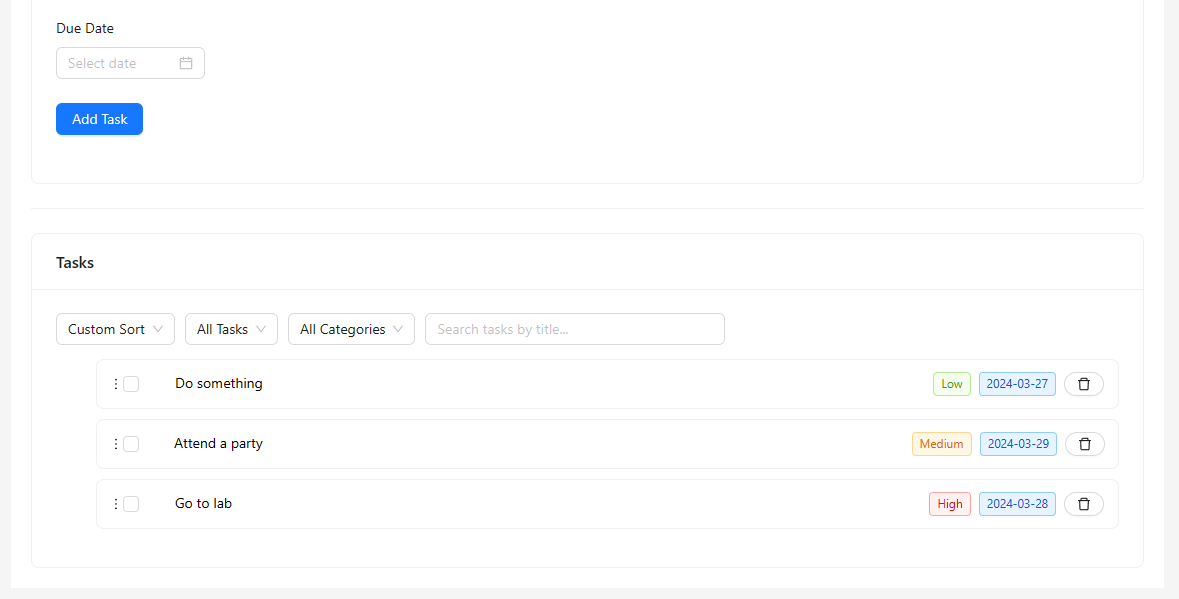 Due Date
Select date
Add Task
Tasks
Custom Sort All Tasks All Categories Search tasks by title...
Do something Low 2024-03-27
Attend a party Medium 2024-03-29
Go to lab High 2024-03-28